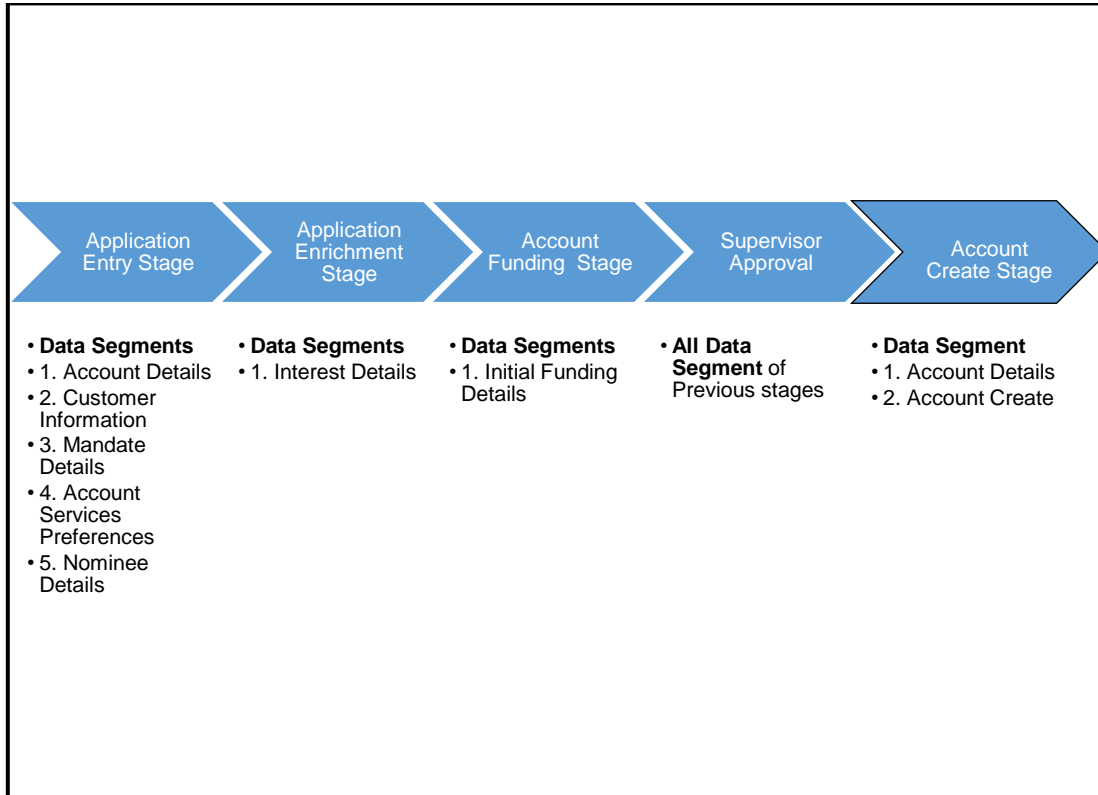 Application
Entry Stage
Application
Enrichment
Stage
Account
Funding  Stage
Supervisor
Approval
Account
Create Stage
• Data Segments
• 1. Account Details
• 2. Customer
Information
• 3. Mandate
Details
• 4. Account
Services
Preferences
• 5. Nominee
Details
• Data Segments
• 1. Interest Details
• Data Segments
• 1. Initial Funding
Details
• All Data
Segment of
Previous stages
• Data Segment
• 1. Account Details
• 2. Account Create